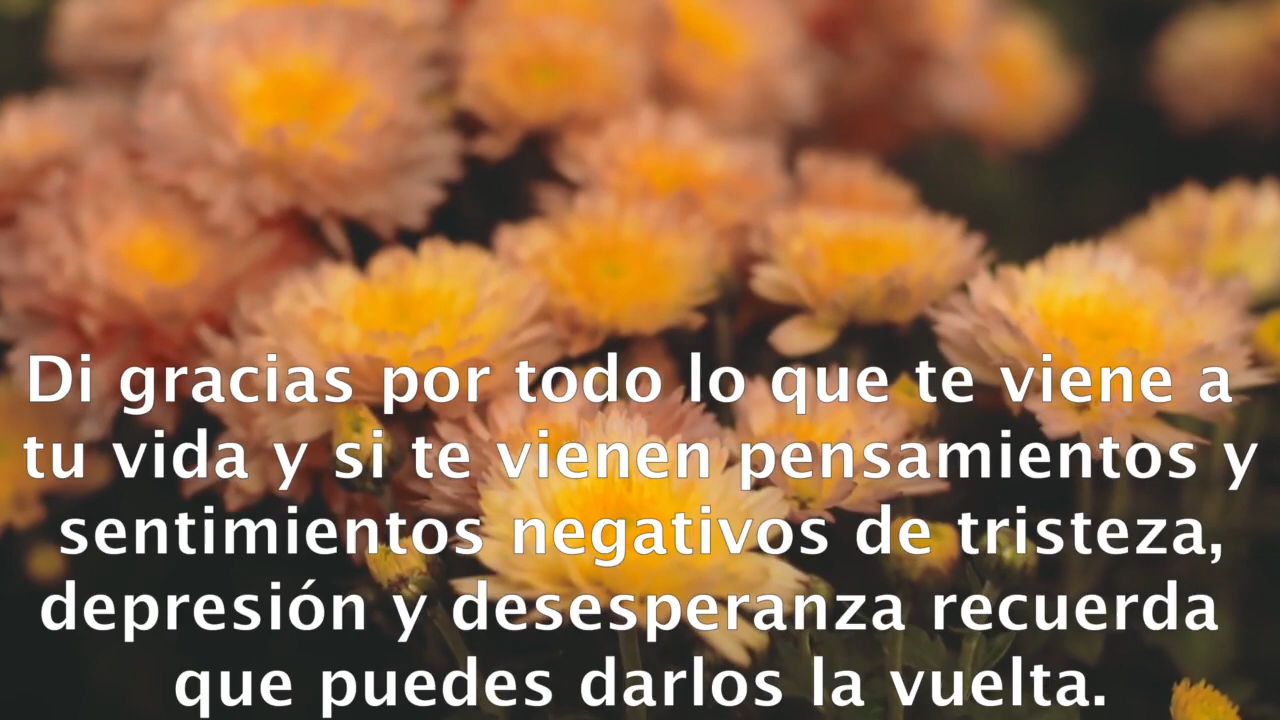 Di gracias por todo lo que te viene a
tu vida y si te vienen pensamientos y
sentimientos negativos de tristeza,
depresión y desesperanza recuerda
que puedes darlos la vuelta.